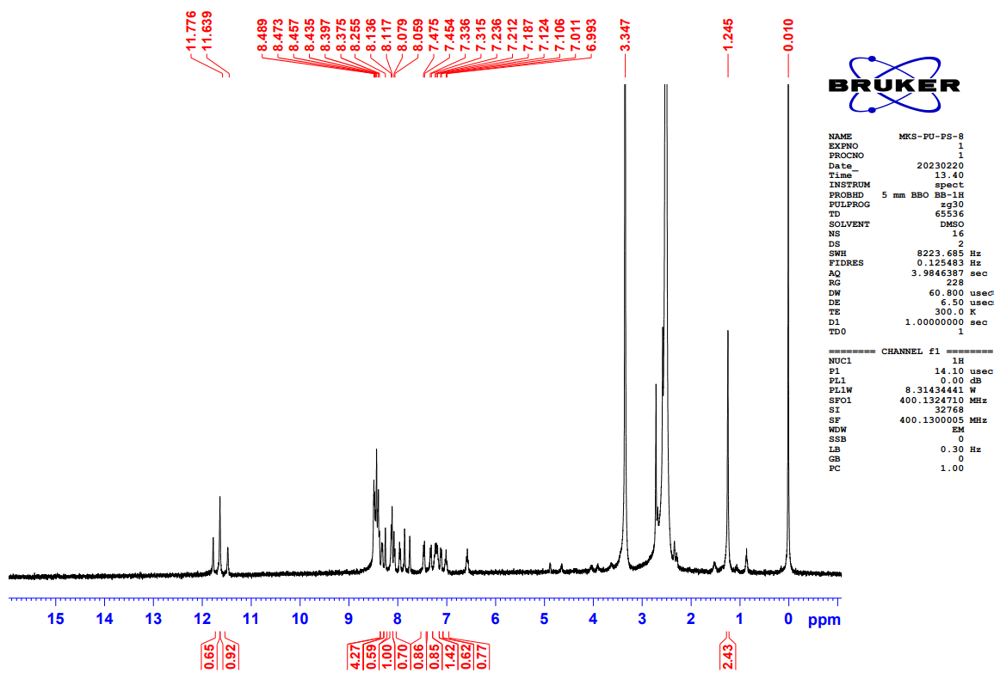 11.776
11.639
8.489
8.473
8.457
8.435
8.397
8.375
8.255
8.136
8.117
8.079
8.059
7.475
7.454
7.336
7.315
7.236
7.212
7.187
7.124
7.106
7.011
6.993
3.347
1.245
0.010
BRUKER
NAME MKS-PU-PS-8
EXPNO 1
PROCNO 1
Date_ 20230220
Time 13.40
INSTRUM spect
PROBHD 5 mm BBO BB-1H
PULPROG zg30
TD 65536
SOLVENT DMSO
NS 16
DS 2
SWH 8223.685 Hz
FIDRES 0.125483 Hz
AQ 3.9846387 sec
RG 228
DW 60.800 usec
DE 6.50 usec
TE 300.0 K
D1 1.00000000 sec
TD0 1
======== CHANNEL f1 ========
NUC1 1H
P1 14.10 usec
PL1 0.00 dB
PL1W 8.31434441 W
SFO1 400.1324710 MHz
SI 32768
SF 400.1300005 MHz
WDW EM
SSB 0
LB 0.30 Hz
GB 0
PC 1.00
15 14 13 12 11 10 9 8 7 6 5 4 3 2 1 0 ppm
0.65
0.92
4.27
0.59
1.00
0.70
0.86
0.85
1.42
0.62
0.77
2.43